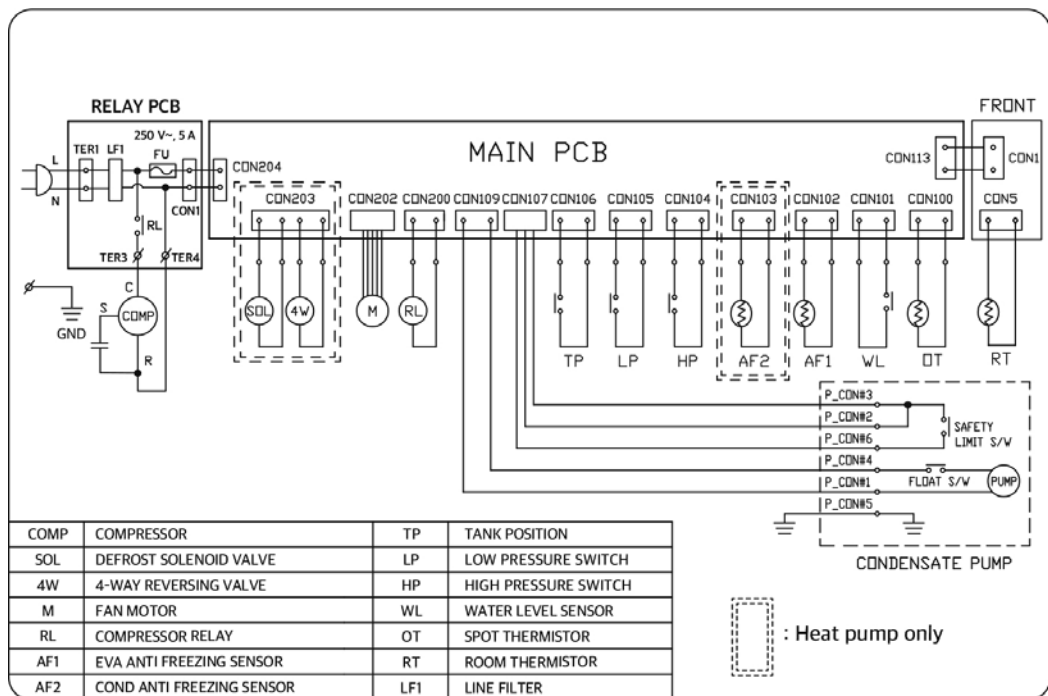 RELAY PCB
FRONT
250 V~, 5 A
TER1 LF1 FU
L
N
CON1
CON204
MAIN PCB
CON113
CON1
CON203 CON202 CON200 CON109 CON107 CON106 CON105 CON104 CON103 CON102 CON101 CON100 CON5
RL
TER3 TER4
C
S
COMP
R
GND
SOL 4W M RL
TP LP HP AF2 AF1 WL OT RT
P_CON#3
P_CON#2
P_CON#6
SAFETY
LIMIT S/W
P_CON#4
FLOAT S/W
PUMP
P_CON#1
P_CON#5
CONDENSATE PUMP
COMP COMPRESSOR TP TANK POSITION
SOL DEFROST SOLENOID VALVE LP LOW PRESSURE SWITCH
4W 4-WAY REVERSING VALVE HP HIGH PRESSURE SWITCH
M FAN MOTOR WL WATER LEVEL SENSOR
RL COMPRESSOR RELAY OT SPOT THERMISTOR
AF1 EVA ANTI FREEZING SENSOR RT ROOM THERMISTOR
AF2 COND ANTI FREEZING SENSOR LF1 LINE FILTER
: Heat pump only